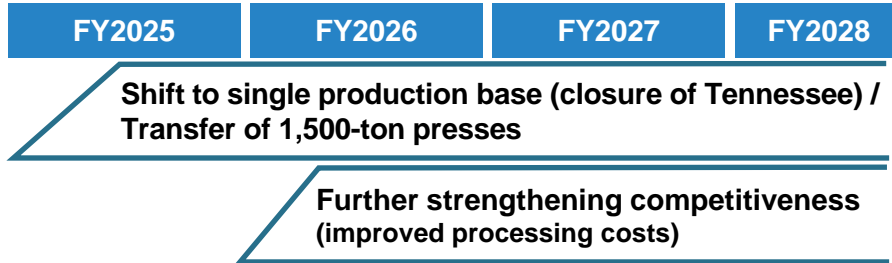 FY2025 FY2026 FY2027 FY2028
Shift to single production base (closure of Tennessee) /
Transfer of 1,500-ton presses
Further strengthening competitiveness
(improved processing costs)